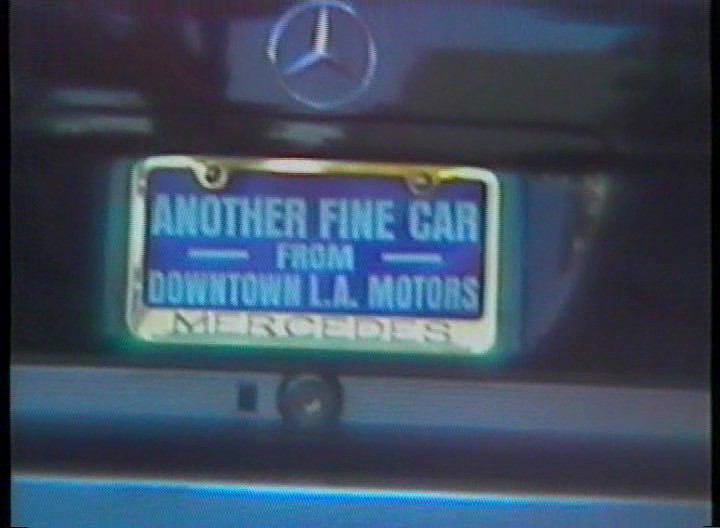 ANOTHER FINE CAR
FROM
DOWNTOWN L.A. MOTORS
MERCEDES